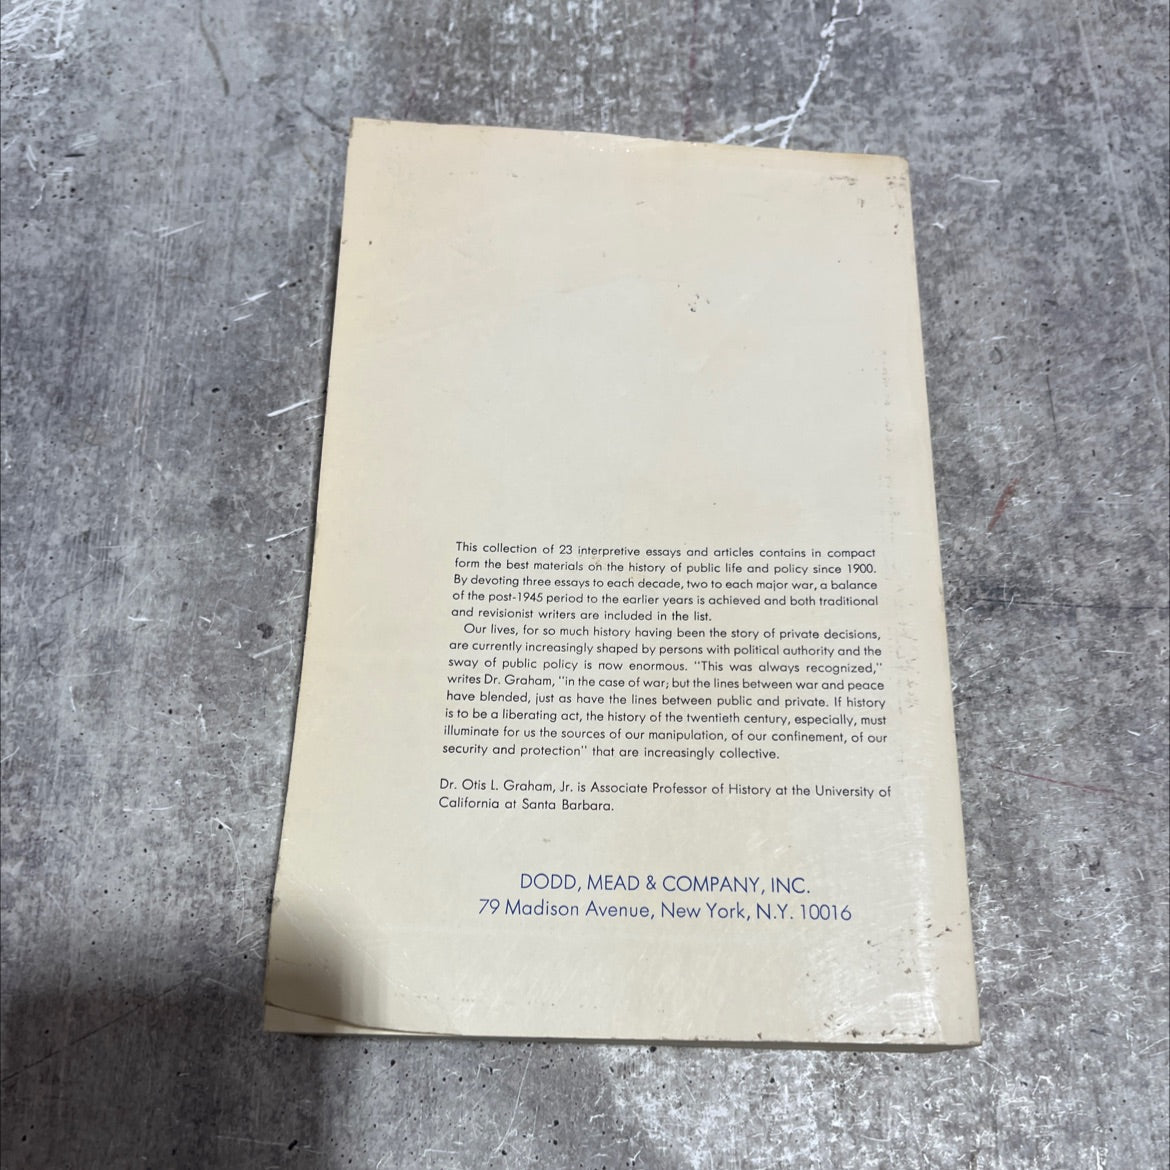 This collection of 23 interpretive essays and articles contains in compact
form the best materials on the history of public life and policy since 1900.
By devoting three essays to each decade, two to each major war, a balance
of the post-1945 period to the earlier years is achieved and both traditional
and revisionist writers are included in the list.
Our lives, for so much history having been the story of private decisions,
are currently increasingly shaped by persons with political authority and the
sway of public policy is now enormous. "This was always recognized,"
writes Dr. Graham, "in the case of war; but the lines between war and peace
have blended, just as have the lines between public and private. If history
is to be a liberating act, the history of the twentieth century, especially, must
illuminate for us the sources of our manipulation, of our confinement, of our
security and protection" that are increasingly collective.
Dr. Otis L. Graham, Jr. is Associate Professor of History at the University of
California at Santa Barbara.
DODD, MEAD & COMPANY, INC.
79 Madison Avenue, New York, N.Y. 10016